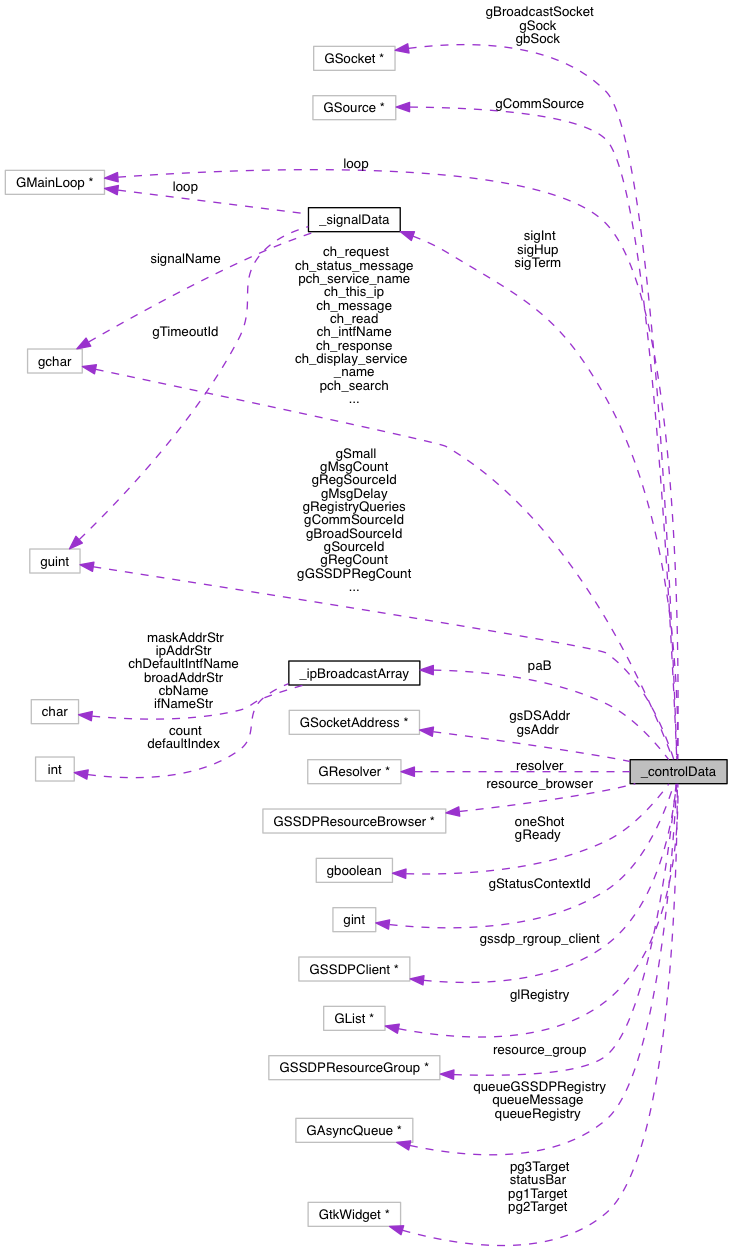 gBroadcastSocket
gSock
gbSock
GSocket *
gCommSource
GSource *
loop
GMainLoop *
loop
_signalData
sigInt
sigHup
sigTerm
signalName
ch_request
ch_status_message
pch_service_name
ch_this_ip
ch_message
ch_read
ch_intfName
ch_response
ch_display_service
_name
pch_search
...
gTimeoutId
gchar
gSmall
gMsgCount
gRegSourceId
gMsgDelay
gRegistryQueries
gCommSourceId
gBroadSourceId
gSourceId
gRegCount
gGSSDPRegCount
...
guint
maskAddrStr
ipAddrStr
chDefaultIntfName
broadAddrStr
cbName
ifNameStr
_ipBroadcastArray
paB
char
count
defaultIndex
int
gsDSAddr
gsAddr
GSocketAddress *
resolver
GResolver *
_controlData
resource_browser
GSSDPResourceBrowser *
oneShot
gReady
gboolean
gStatusContextId
gint
gssdp_rgroup_client
GSSDPClient *
glRegistry
GList *
resource_group
GSSDPResourceGroup *
queueGSSDPRegistry
queueMessage
queueRegistry
GAsyncQueue *
pg3Target
statusBar
pg1Target
pg2Target
GtkWidget *